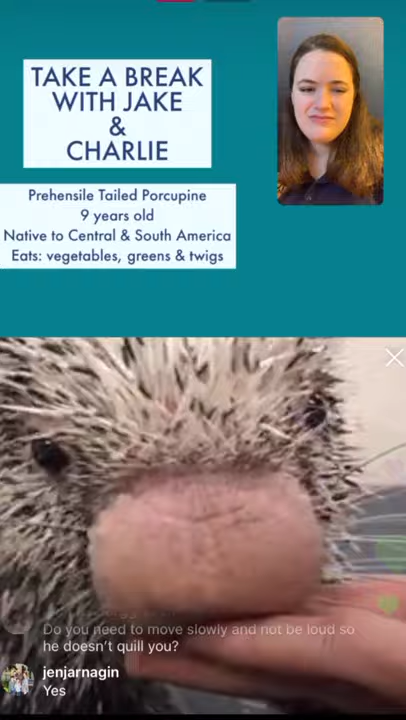 TAKE A BREAK
WITH JAKE
&
CHARLIE
Prehensile Tailed Porcupine
9 years old
Native to Central & South America
Eats: vegetables, greens & twigs
Do you need to move slowly and not be loud so
he doesn't quill you?
jenjarnagin
Yes